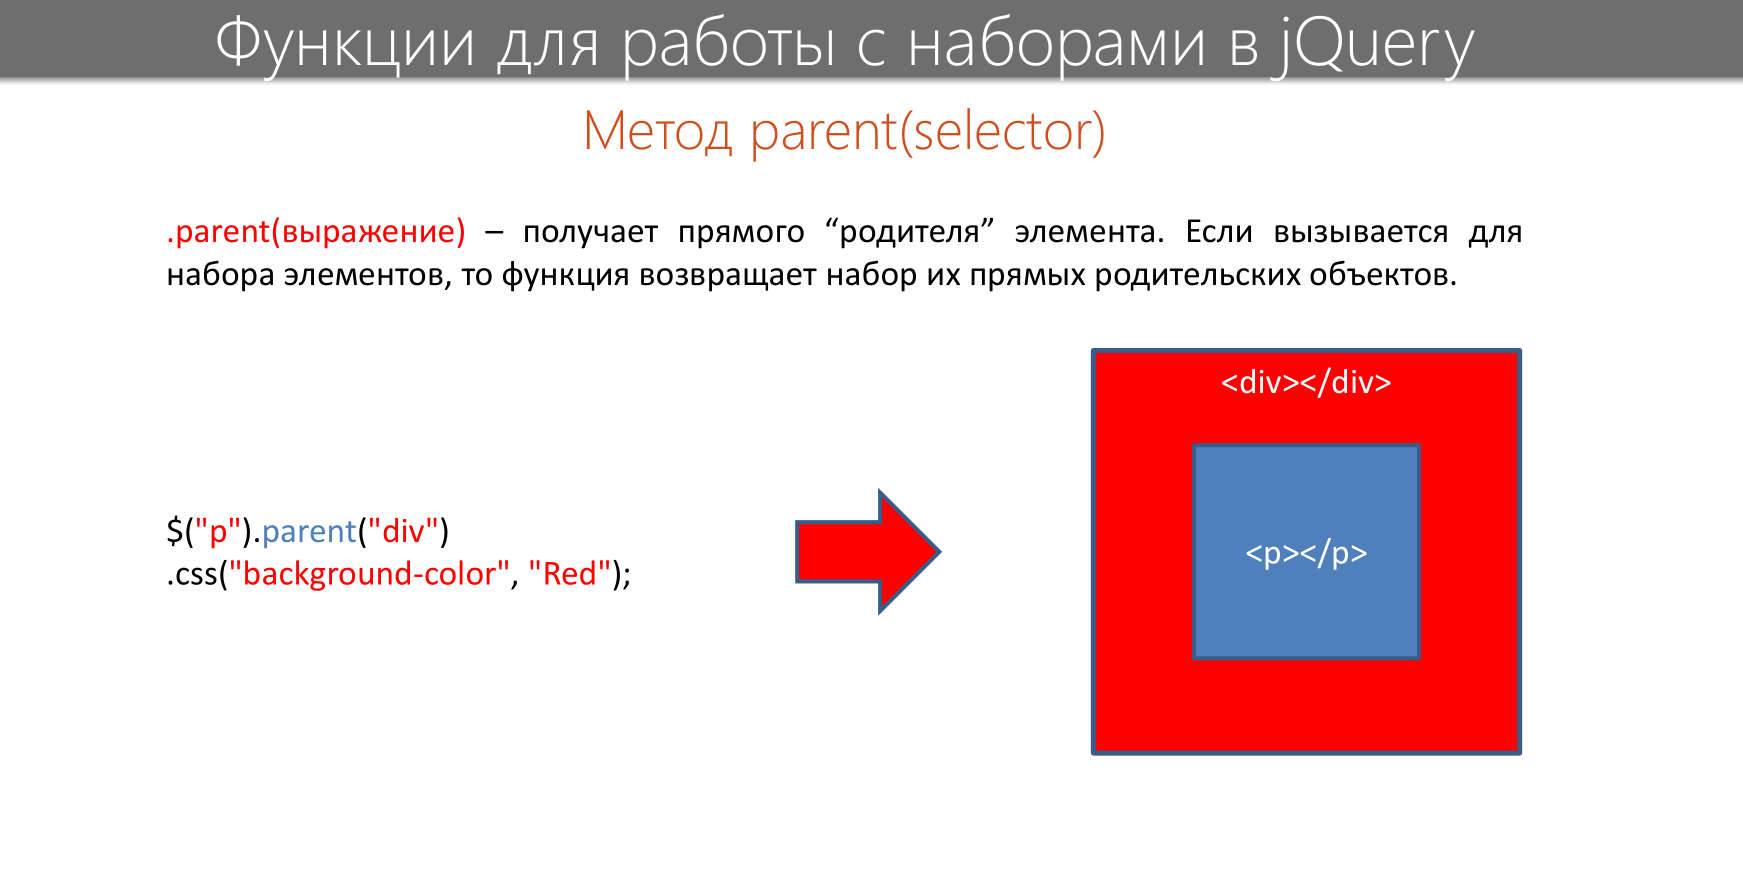 Функции для работы с наборами в jQuery
Метод parent(selector)
.parent(выражение) – получает прямого “родителя” элемента. Если вызывается для
набора элементов, то функция возвращает набор их прямых родительских объектов.
<div></div>
$("p").parent("div")
.css("background-color", "Red");
<p></p>